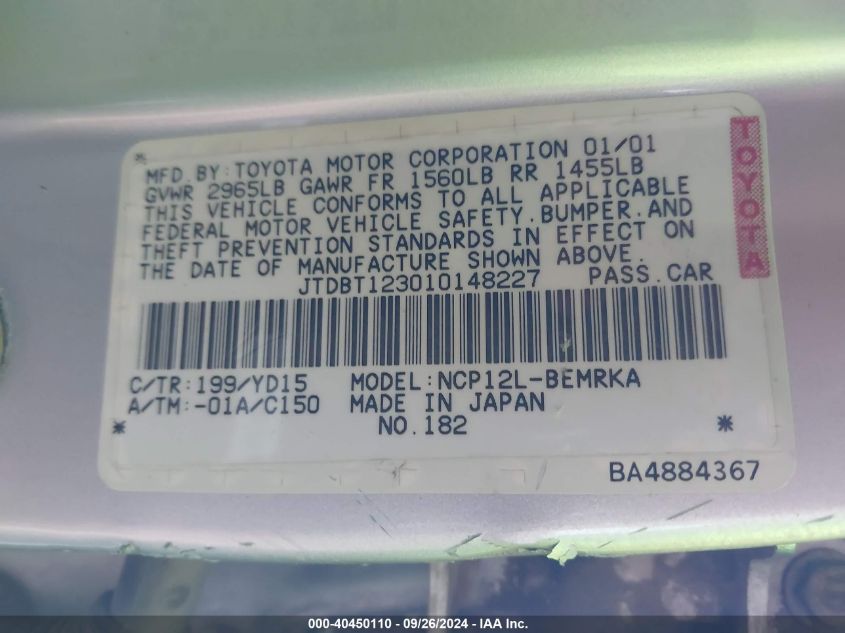 MFD.BY:TOYOTA MOTOR CORPORATION 01/01
GVWR 2965LB GAWR FR 1560LB RR 1455LB
THIS VEHICLE CONFORMS TO ALL APPLICABLE
FEDERAL MOTOR VEHICLE SAFETY.BUMPER.AND
THEFT PREVENTION STANDARDS IN EFFECT ON
THE DATE OF MANUFACTURE SHOWN ABOVE.
JTDBT123010148227 PASS.CAR
C/TR:199/YD15 MODEL:NCP12L-BEMRKA
A/TM:-01A/C150 MADE IN JAPAN
NO.182
BA4884367
TOYOTA
000-40450110 - 09/26/2024 - IAA Inc.